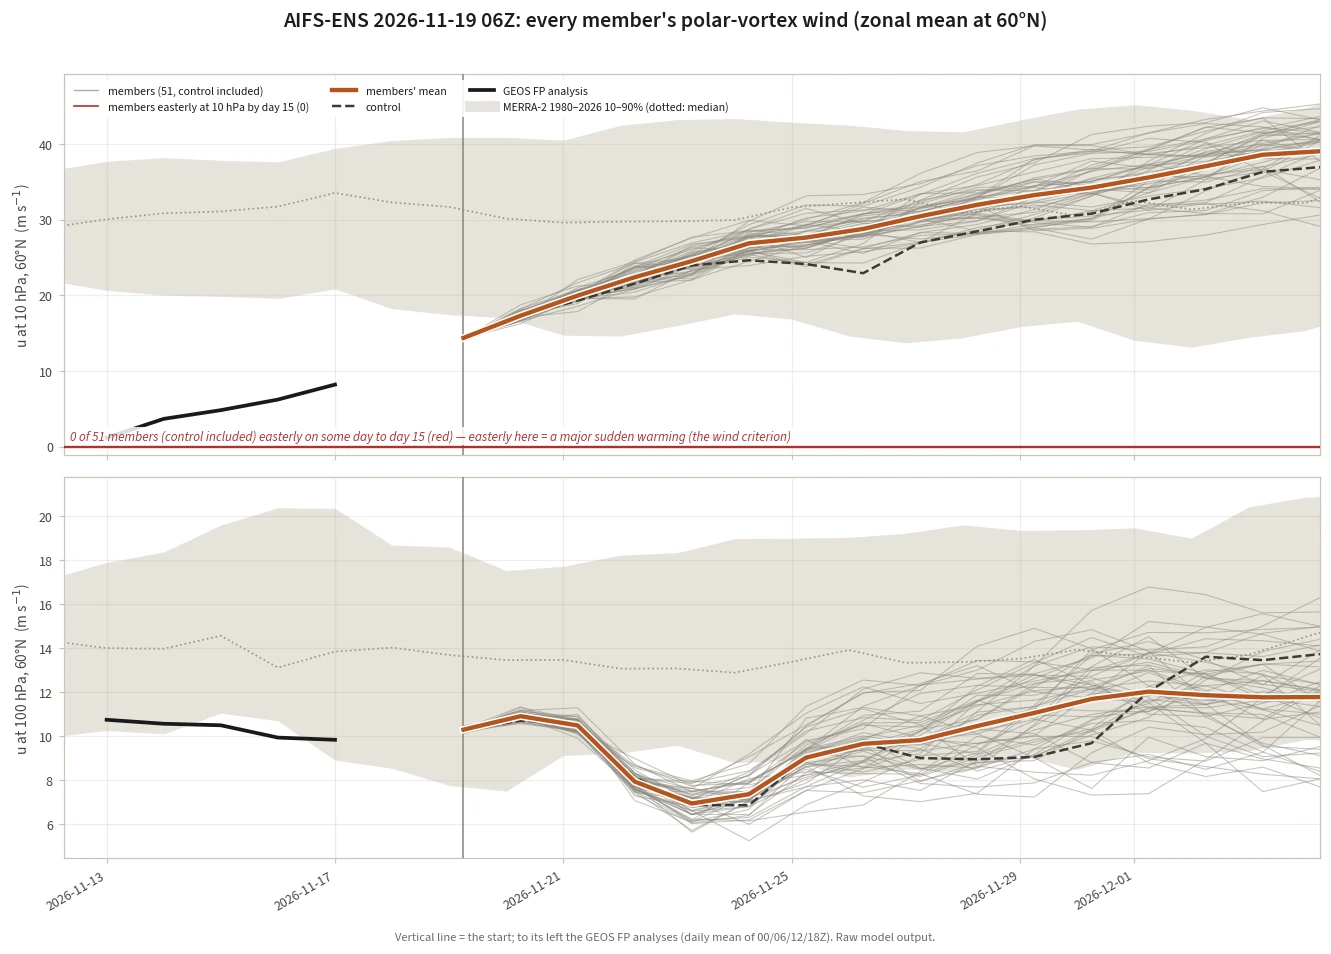 AIFS-ENS 2026-11-19 06Z: every member's polar-vortex wind (zonal mean at 60°N)
members (51, control included)
members easterly at 10 hPa by day 15 (0)
members' mean
control
GEOS FP analysis
MERRA-2 1980–2026 10–90% (dotted: median)
u at 10 hPa, 60°N (m s⁻¹)
40
30
20
10
0
0 of 51 members (control included) easterly on some day to day 15 (red) — easterly here = a major sudden warming (the wind criterion)
u at 100 hPa, 60°N (m s⁻¹)
20
18
16
14
12
10
8
6
2026-11-13
2026-11-17
2026-11-21
2026-11-25
2026-11-29
2026-12-01
Vertical line = the start; to its left the GEOS FP analyses (daily mean of 00/06/12/18Z). Raw model output.